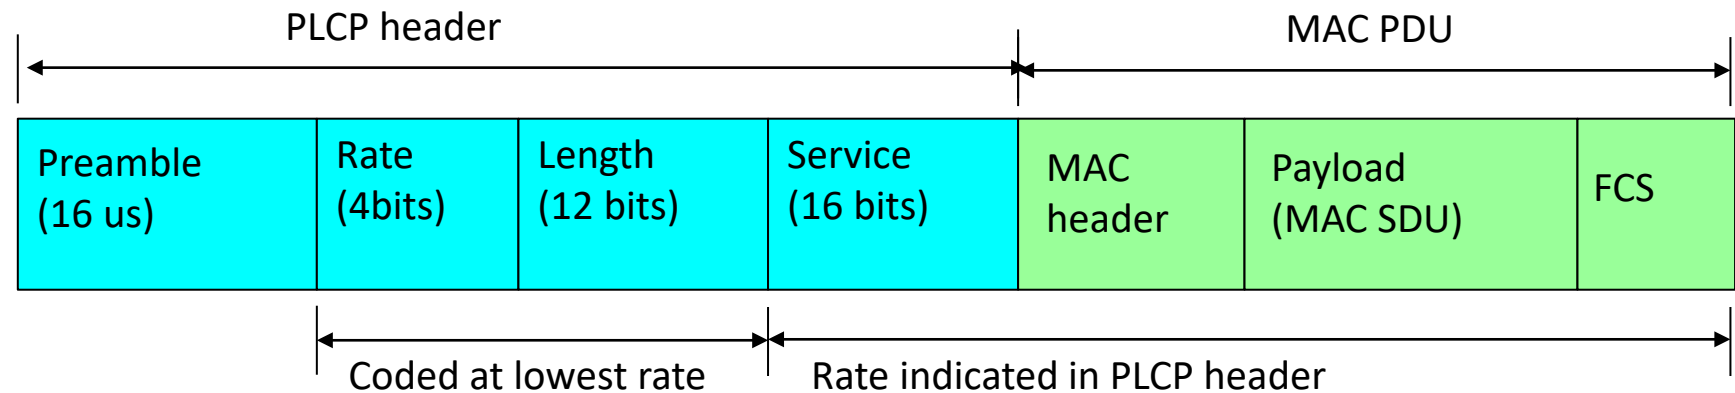 PLCP header
MAC PDU
Preamble
(16 us)
Rate
(4bits)
Length
(12 bits)
Service
(16 bits)
MAC
header
Payload
(MAC SDU)
FCS
Coded at lowest rate
Rate indicated in PLCP header